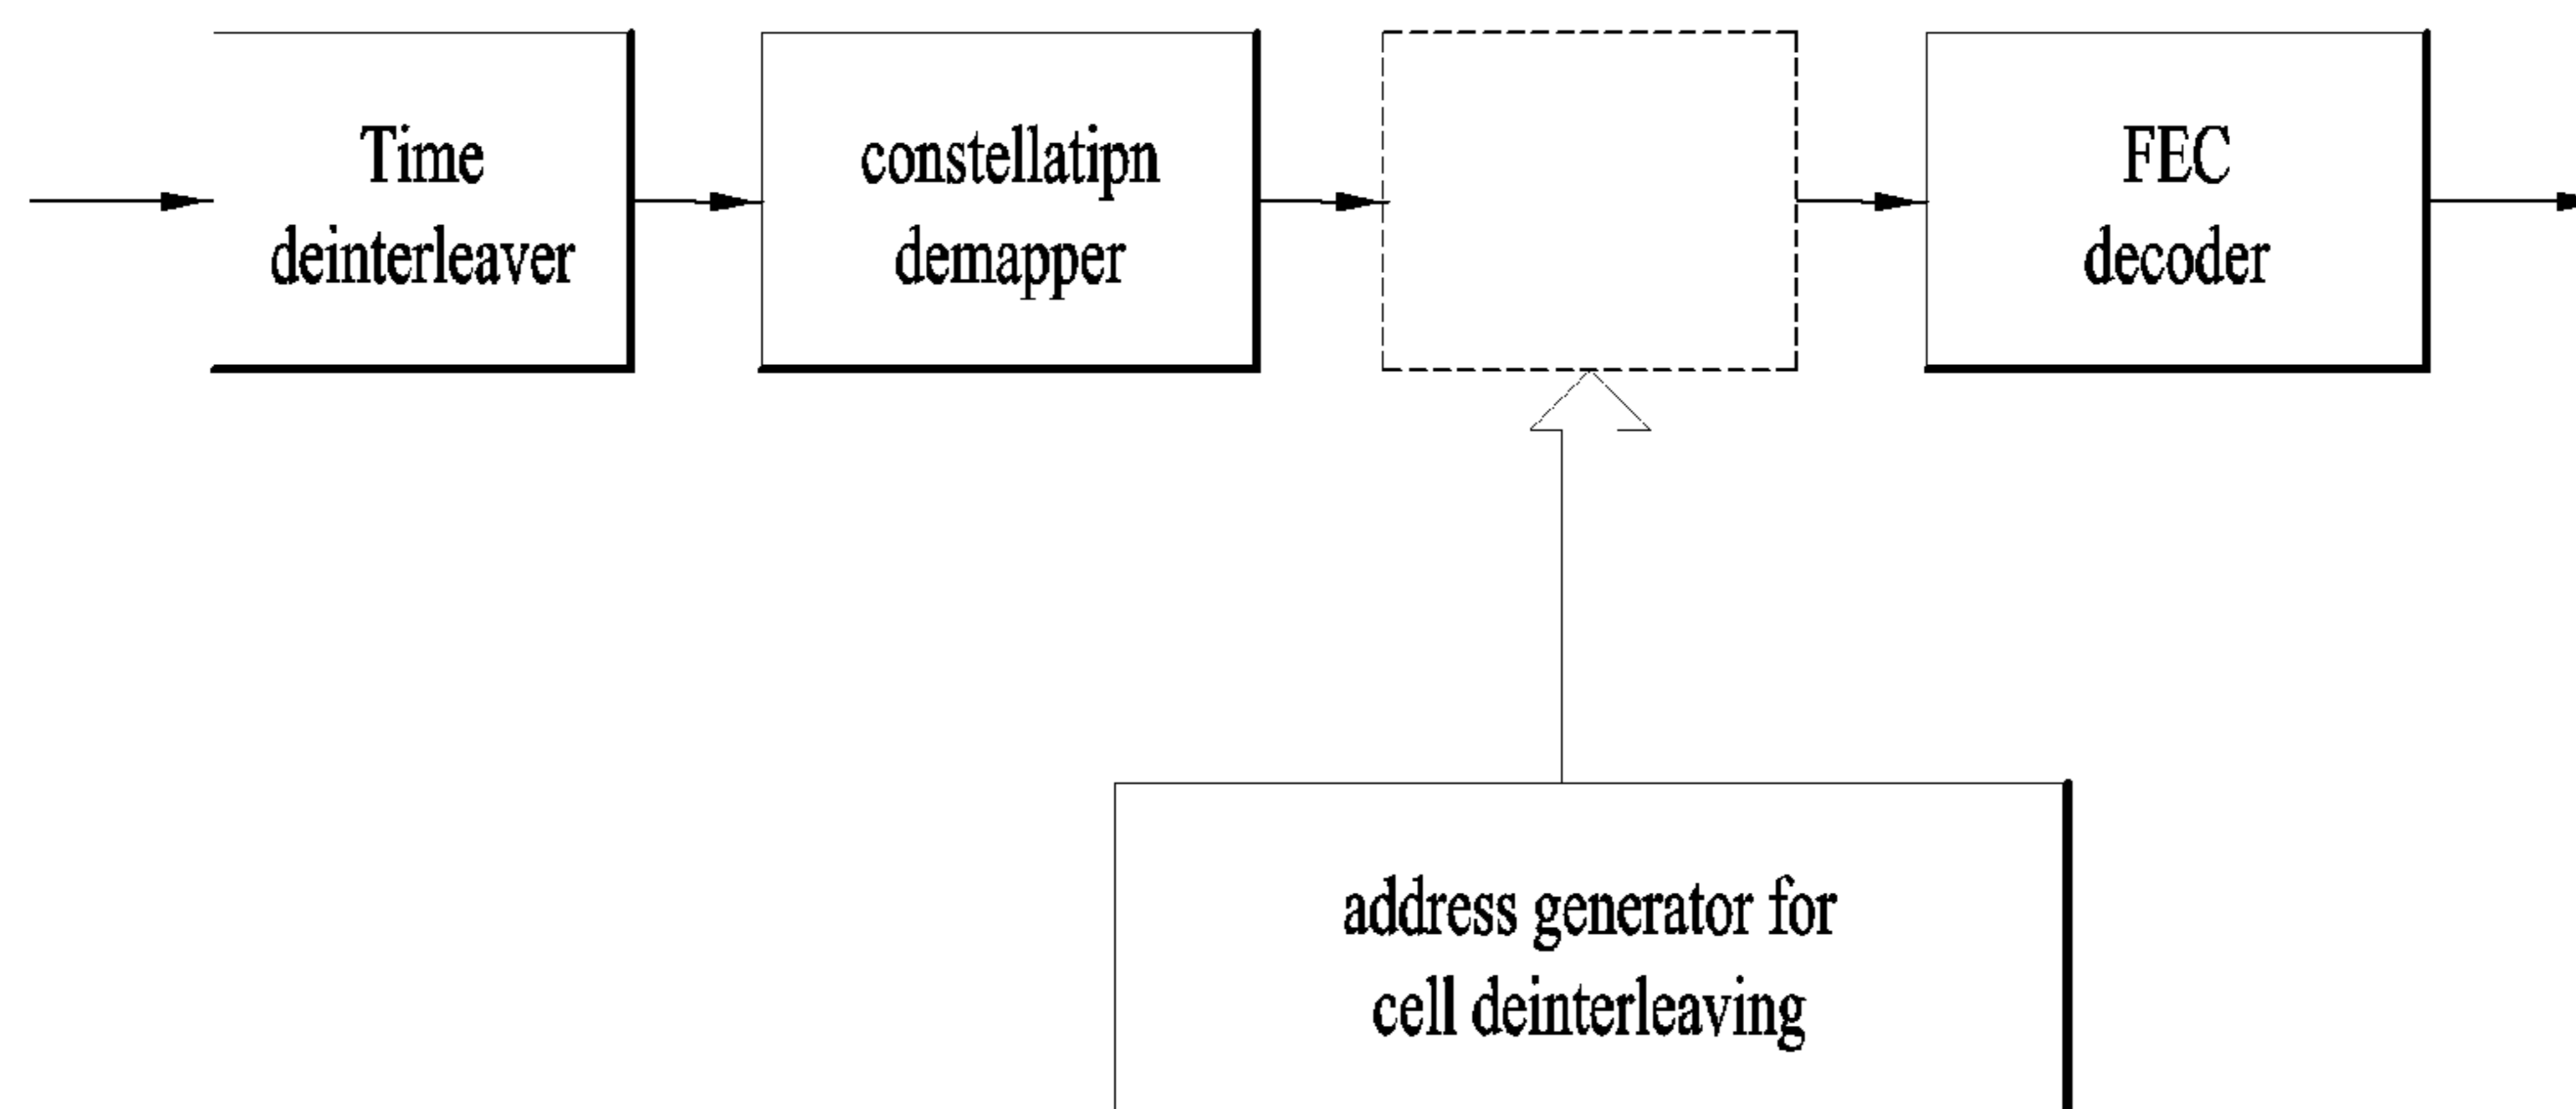 Time
deinterleaver
constellatipn
demapper
FEC
decoder
address generator for
cell deinterleaving